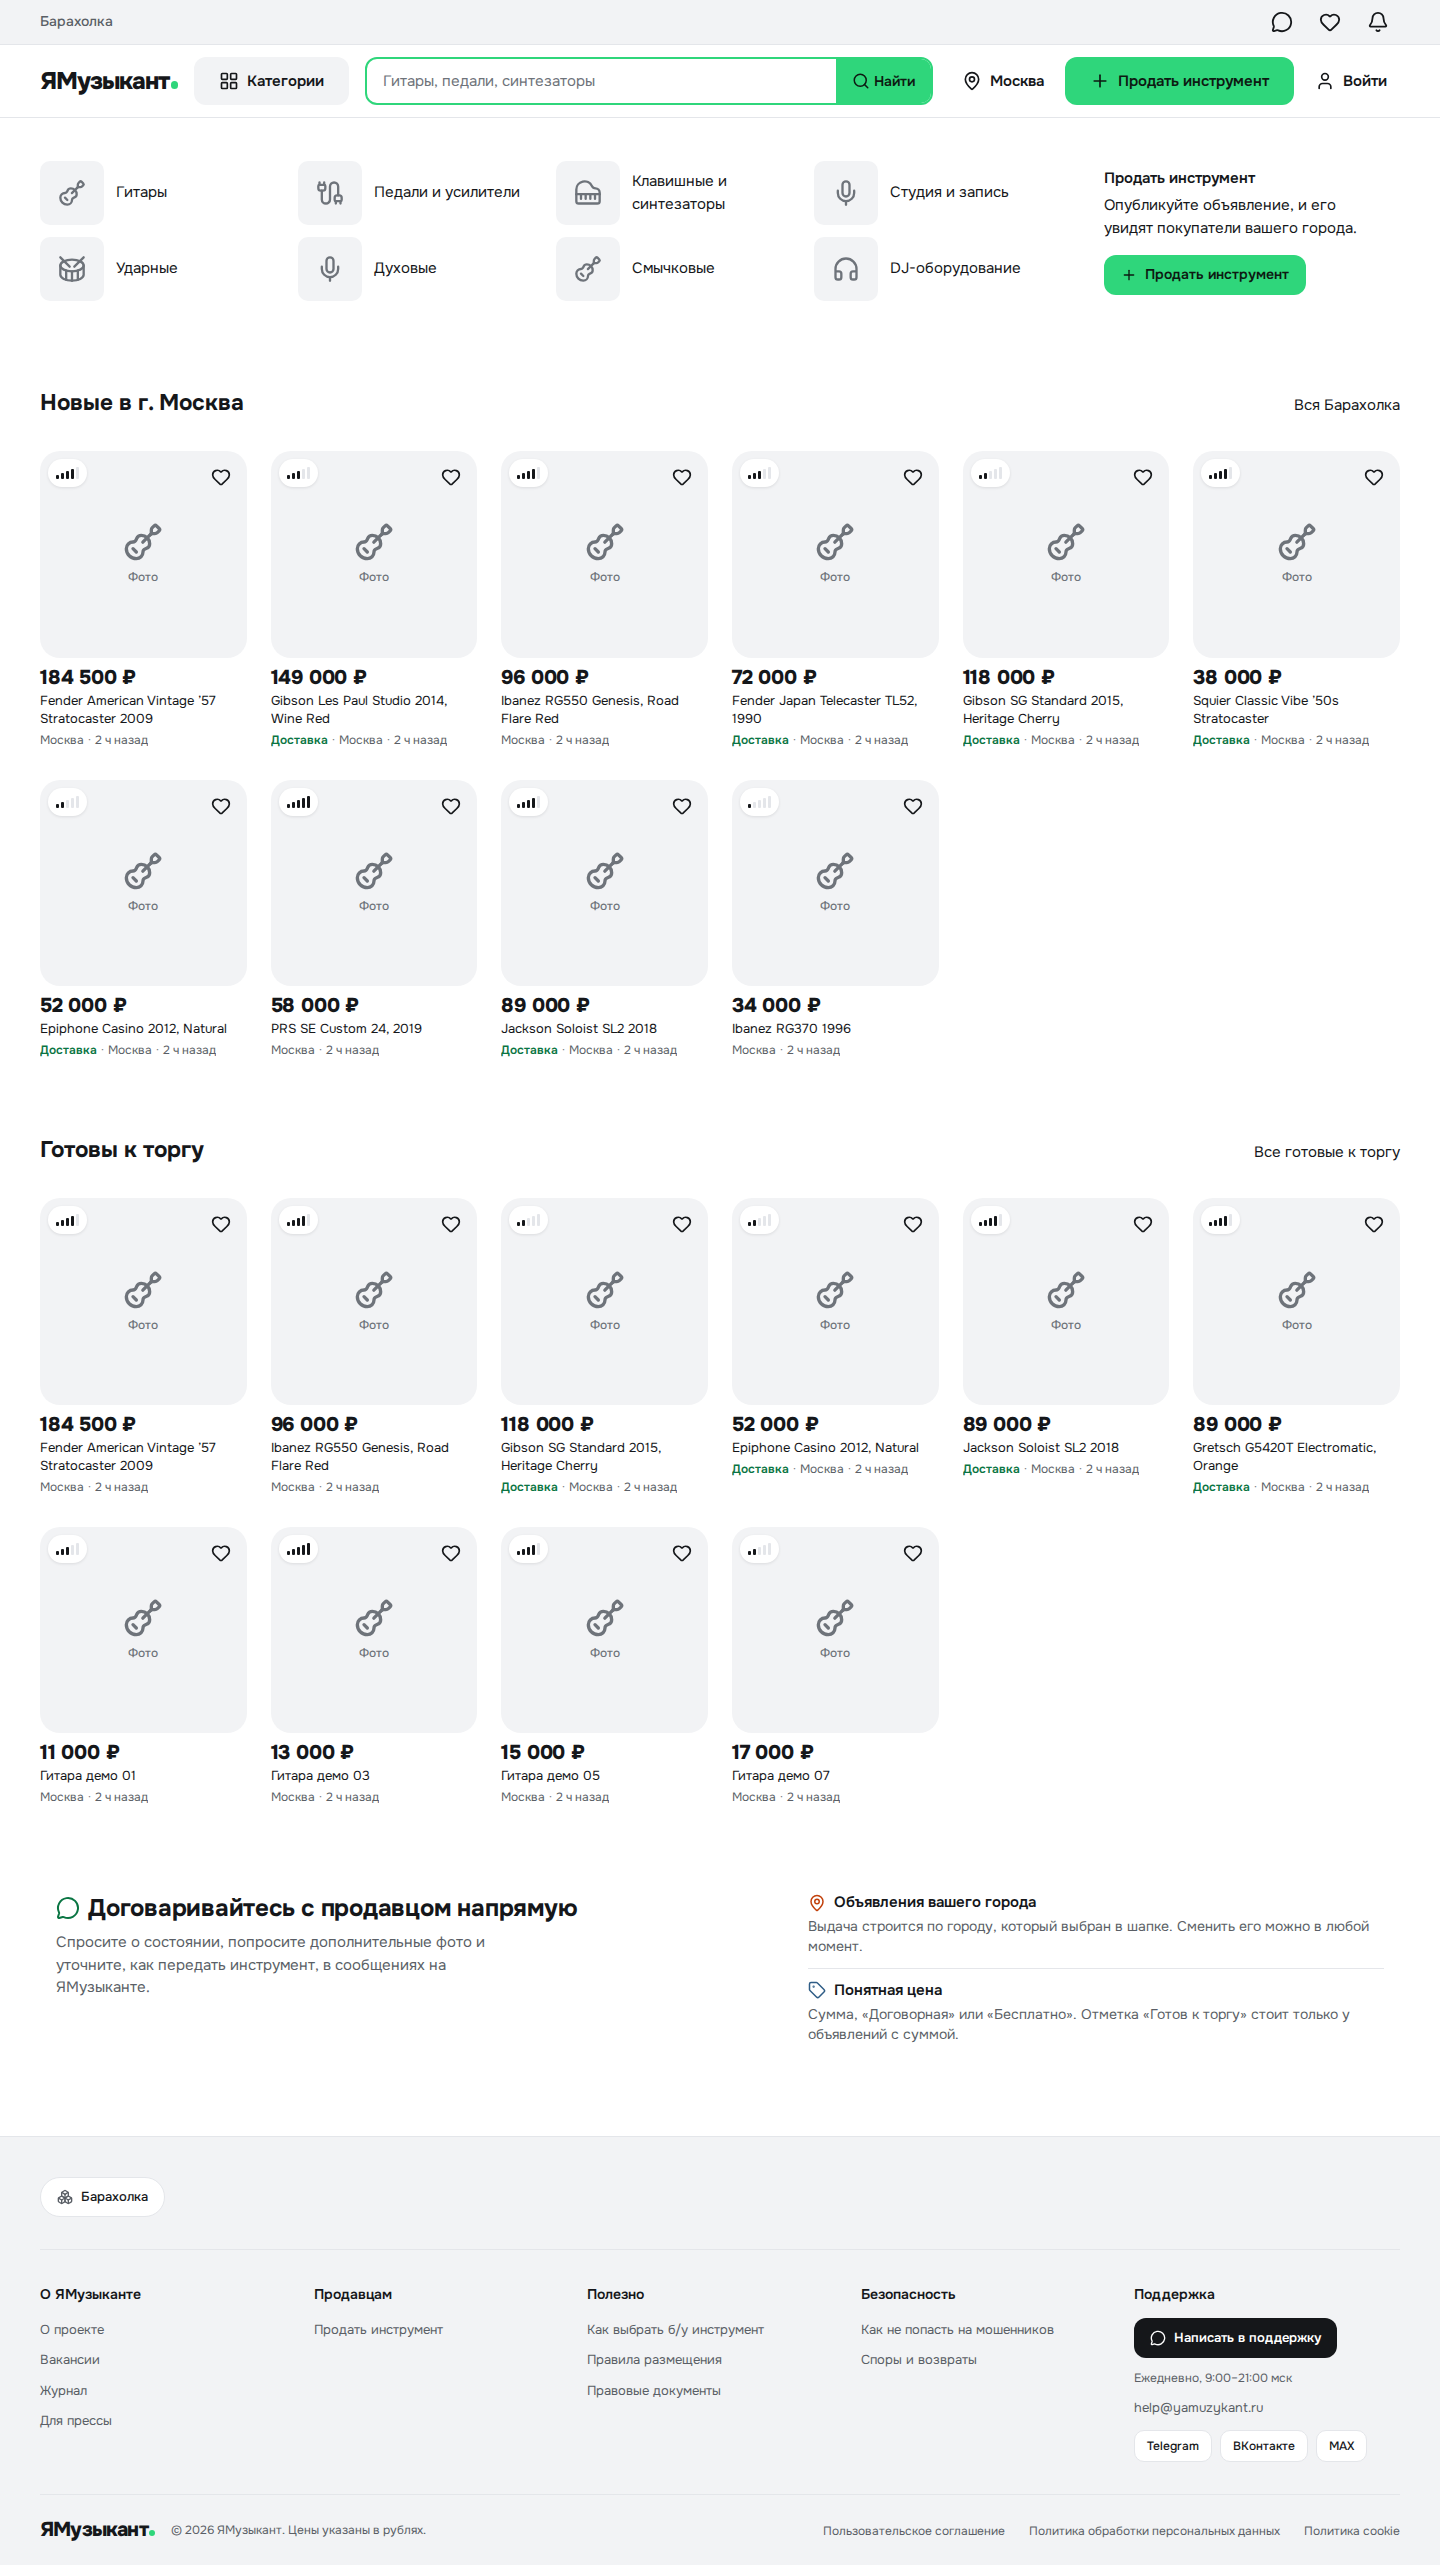 Барахолка
ЯМузыкант.
Категории
Гитары, педали, синтезаторы
Найти
Москва
Продать инструмент
Войти
Гитары
Педали и усилители
Клавишные и
синтезаторы
Студия и запись
Ударные
Духовые
Смычковые
DJ-оборудование
Продать инструмент
Опубликуйте объявление, и его
увидят покупатели вашего города.
Продать инструмент
Новые в г. Москва
Вся Барахолка
Фото
184 500 ₽
Fender American Vintage ’57
Stratocaster 2009
Москва · 2 ч назад
Фото
149 000 ₽
Gibson Les Paul Studio 2014,
Wine Red
Доставка · Москва · 2 ч назад
Фото
96 000 ₽
Ibanez RG550 Genesis, Road
Flare Red
Москва · 2 ч назад
Фото
72 000 ₽
Fender Japan Telecaster TL52,
1990
Доставка · Москва · 2 ч назад
Фото
118 000 ₽
Gibson SG Standard 2015,
Heritage Cherry
Доставка · Москва · 2 ч назад
Фото
38 000 ₽
Squier Classic Vibe ’50s
Stratocaster
Доставка · Москва · 2 ч назад
Фото
52 000 ₽
Epiphone Casino 2012, Natural
Доставка · Москва · 2 ч назад
Фото
58 000 ₽
PRS SE Custom 24, 2019
Москва · 2 ч назад
Фото
89 000 ₽
Jackson Soloist SL2 2018
Доставка · Москва · 2 ч назад
Фото
34 000 ₽
Ibanez RG370 1996
Москва · 2 ч назад
Готовы к торгу
Все готовые к торгу
Фото
184 500 ₽
Fender American Vintage ’57
Stratocaster 2009
Москва · 2 ч назад
Фото
96 000 ₽
Ibanez RG550 Genesis, Road
Flare Red
Москва · 2 ч назад
Фото
118 000 ₽
Gibson SG Standard 2015,
Heritage Cherry
Доставка · Москва · 2 ч назад
Фото
52 000 ₽
Epiphone Casino 2012, Natural
Доставка · Москва · 2 ч назад
Фото
89 000 ₽
Jackson Soloist SL2 2018
Доставка · Москва · 2 ч назад
Фото
89 000 ₽
Gretsch G5420T Electromatic,
Orange
Доставка · Москва · 2 ч назад
Фото
11 000 ₽
Гитара демо 01
Москва · 2 ч назад
Фото
13 000 ₽
Гитара демо 03
Москва · 2 ч назад
Фото
15 000 ₽
Гитара демо 05
Москва · 2 ч назад
Фото
17 000 ₽
Гитара демо 07
Москва · 2 ч назад
Договаривайтесь с продавцом напрямую
Спросите о состоянии, попросите дополнительные фото и
уточните, как передать инструмент, в сообщениях на
ЯМузыканте.
Объявления вашего города
Выдача строится по городу, который выбран в шапке. Сменить его можно в любой
момент.
Понятная цена
Сумма, «Договорная» или «Бесплатно». Отметка «Готов к торгу» стоит только у
объявлений с суммой.
Барахолка
О ЯМузыканте
О проекте
Вакансии
Журнал
Для прессы
Продавцам
Продать инструмент
Полезно
Как выбрать б/у инструмент
Правила размещения
Правовые документы
Безопасность
Как не попасть на мошенников
Споры и возвраты
Поддержка
Написать в поддержку
Ежедневно, 9:00–21:00 мск
help@yamuzykant.ru
Telegram
ВКонтакте
MAX
ЯМузыкант.
© 2026 ЯМузыкант. Цены указаны в рублях.
Пользовательское соглашение
Политика обработки персональных данных
Политика cookie